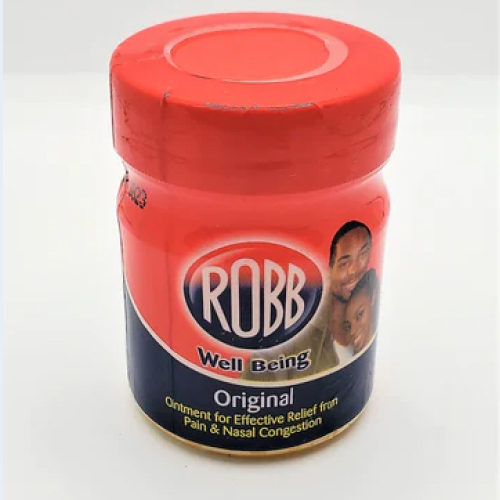 ROBB
Well Being
Original
Ointment for Effective Relief from
Pain & Nasal Congestion